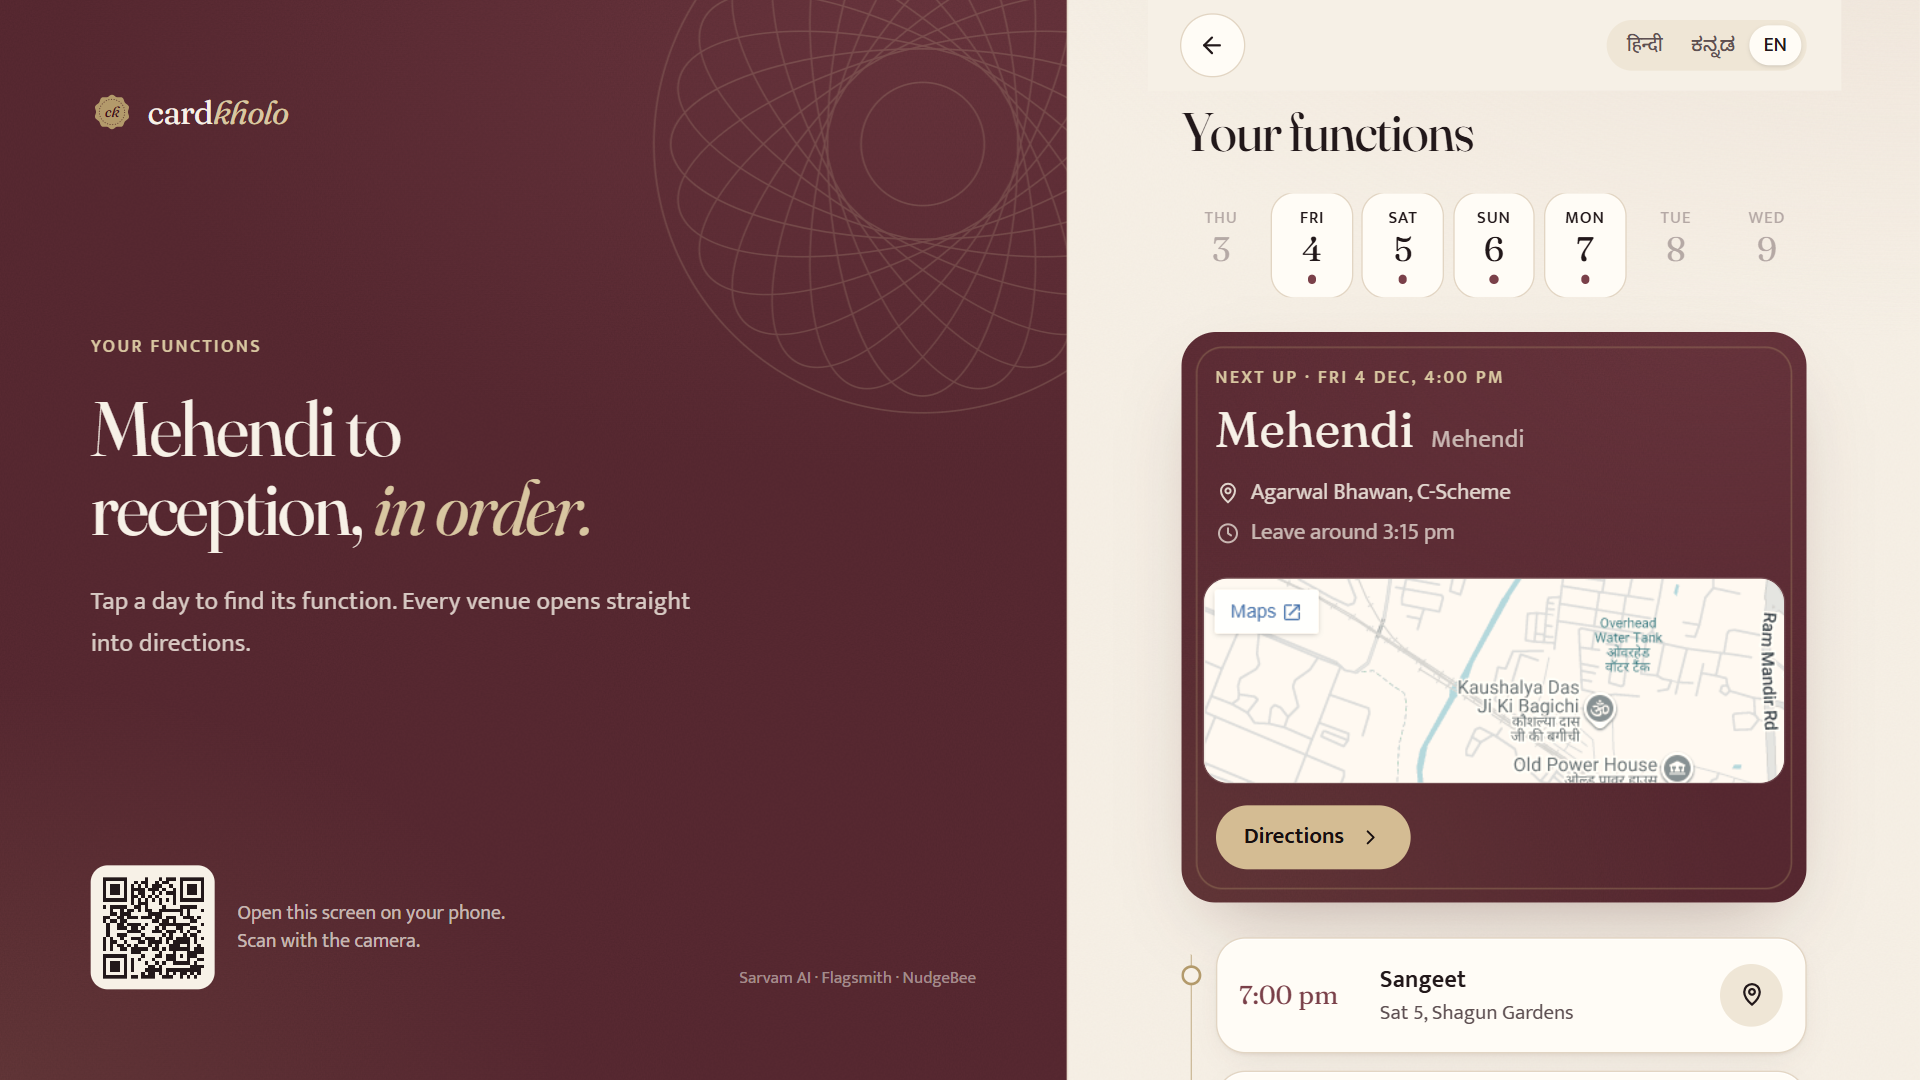 ck
cardkholo
YOUR FUNCTIONS
Mehendi to
reception, in order.
Tap a day to find its function. Every venue opens straight
into directions.
Open this screen on your phone.
Scan with the camera.
Sarvam AI · Flagsmith · NudgeBee
हिन्दी ಕನ್ನಡ EN
Your functions
THU FRI SAT SUN MON TUE WED
3 4 5 6 7 8 9
NEXT UP · FRI 4 DEC, 4:00 PM
Mehendi Mehendi
Agarwal Bhawan, C-Scheme
Leave around 3:15 pm
Maps
Overhead
Water Tank
ओवरहेड
वॉटर टैंक
Ram Mandir Rd
Kaushalya Das
Ji Ki Bagichi
कौशल्या दास
जी की बगीची
Old Power House
ओल्ड पावर हाउस
Directions
7:00 pm
Sangeet
Sat 5, Shagun Gardens